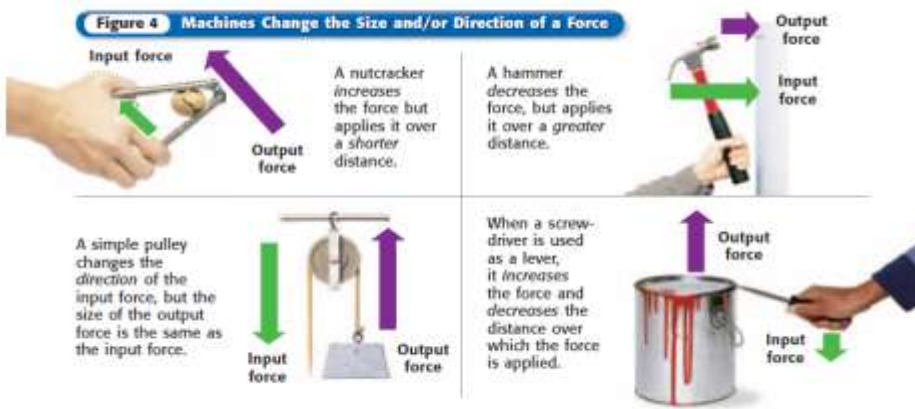 Figure 4 Machines Change the Size and/or Direction of a Force
Input force
Output
force
A nutcracker
increases
the force but
applies it over
a shorter
distance.
A hammer
decreases the
force, but applies
it over a greater
distance.
Output
force
Input
force
A simple pulley
changes the
direction of the
input force, but the
size of the output
force is the same as
the input force.
Input
force
Output
force
When a screw-
driver is used
as a lever,
it increases
the force and
decreases the
distance over
which the force
is applied.
Output
force
Input
force